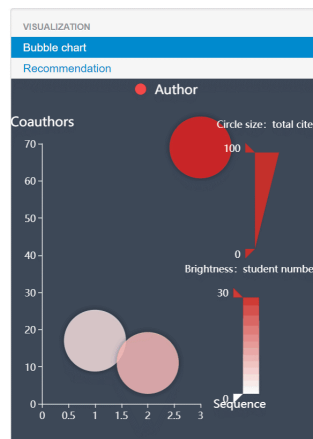 VISUALIZATION
Bubble chart
Recommendation
Author
Coauthors
Circle size: total cite
70
100
60
50
40
0
Brightness: student numbe
30
30
20
10
0
0
Sequence
0 0.5 1 1.5 2 2.5 3